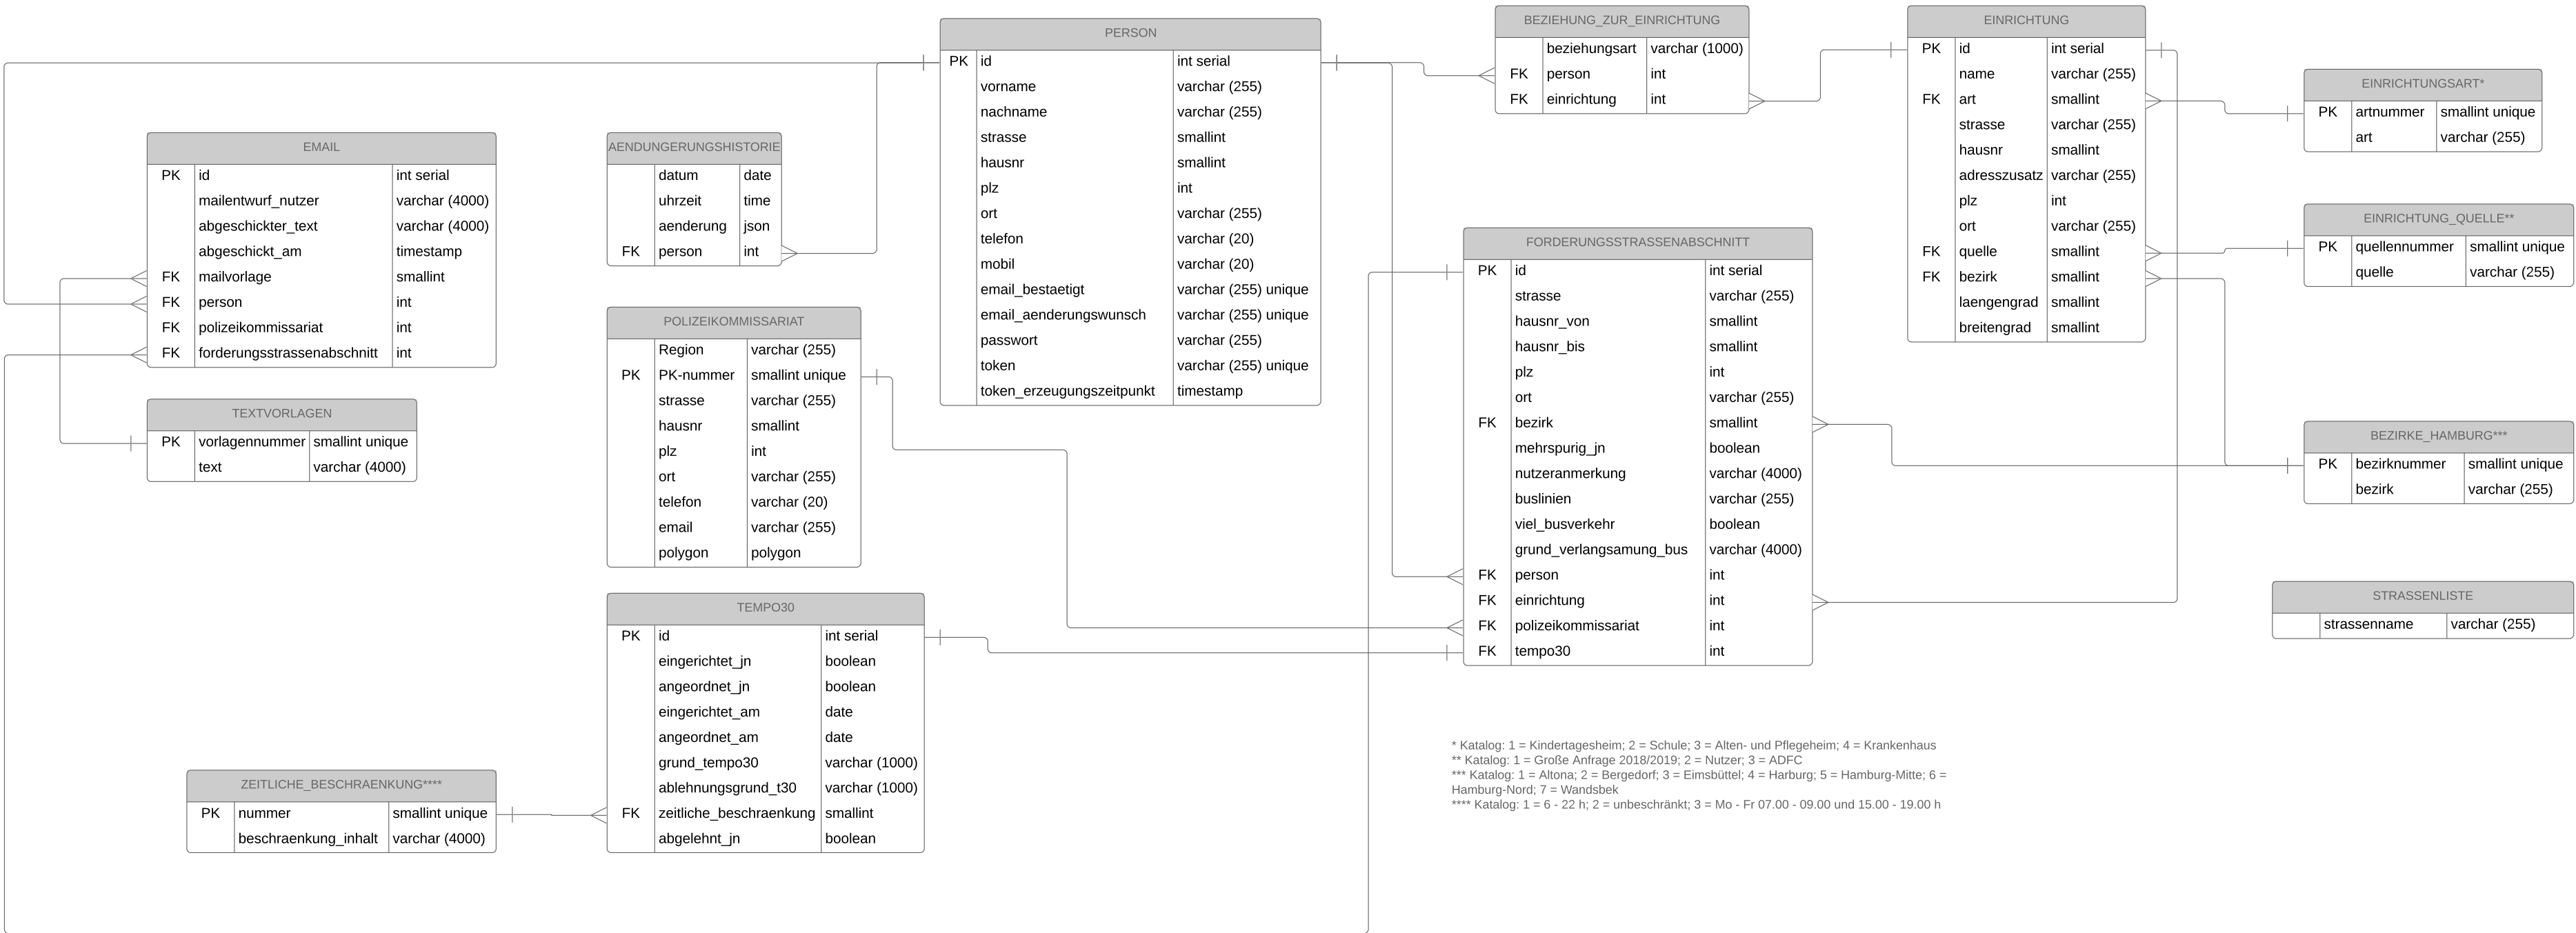 PERSON
PK id int serial
vorname varchar (255)
nachname varchar (255)
strasse smallint
hausnr smallint
plz int
ort varchar (255)
telefon varchar (20)
mobil varchar (20)
email_bestaetigt varchar (255) unique
email_aenderungswunsch varchar (255) unique
passwort varchar (255)
token varchar (255) unique
token_erzeugungszeitpunkt timestamp
BEZIEHUNG_ZUR_EINRICHTUNG
beziehungsart varchar (1000)
FK person int
FK einrichtung int
EINRICHTUNG
PK id int serial
name varchar (255)
FK art smallint
strasse varchar (255)
hausnr smallint
adresszusatz varchar (255)
plz int
ort varchar (255)
FK quelle smallint
FK bezirk smallint
laengengrad smallint
breitengrad smallint
EINRICHTUNGSART*
PK artnummer smallint unique
art varchar (255)
EINRICHTUNG_QUELLE**
PK quellennummer smallint unique
quelle varchar (255)
BEZIRKE_HAMBURG***
PK bezirknummer smallint unique
bezirk varchar (255)
STRASSENLISTE
strassenname varchar (255)
EMAIL
PK id int serial
mailentwurf_nutzer varchar (4000)
abgeschickter_text varchar (4000)
abgeschickt_am timestamp
FK mailvorlage smallint
FK person int
FK polizeikommissariat int
FK forderungsstrassenabschnitt int
TEXTVORLAGEN
PK vorlagennummer smallint unique
text varchar (4000)
AENDUNGERUNGSHISTORIE
datum date
uhrzeit time
aenderung json
FK person int
POLIZEIKOMMISSARIAT
Region varchar (255)
PK PK-nummer smallint unique
strasse varchar (255)
hausnr smallint
plz int
ort varchar (255)
telefon varchar (20)
email varchar (255)
polygon polygon
FORDERUNGSSTRASSENABSCHNITT
PK id int serial
strasse varchar (255)
hausnr_von smallint
hausnr_bis smallint
plz int
ort varchar (255)
FK bezirk smallint
mehrspurig_jn boolean
nutzeranmerkung varchar (4000)
buslinien varchar (255)
viel_busverkehr boolean
grund_verlangsamung_bus varchar (4000)
FK person int
FK einrichtung int
FK polizeikommissariat int
FK tempo30 int
TEMPO30
PK id int serial
eingerichtet_jn boolean
angeordnet_jn boolean
eingerichtet_am date
angeordnet_am date
grund_tempo30 varchar (1000)
ablehnungsgrund_t30 varchar (1000)
FK zeitliche_beschraenkung smallint
abgelehnt_jn boolean
ZEITLICHE_BESCHRAENKUNG****
PK nummer smallint unique
beschraenkung_inhalt varchar (4000)
* Katalog: 1 = Kindertagesheim; 2 = Schule; 3 = Alten- und Pflegeheim; 4 = Krankenhaus
** Katalog: 1 = Große Anfrage 2018/2019; 2 = Nutzer; 3 = ADFC
*** Katalog: 1 = Altona; 2 = Bergedorf; 3 = Eimsbüttel; 4 = Harburg; 5 = Hamburg-Mitte; 6 =
Hamburg-Nord; 7 = Wandsbek
**** Katalog: 1 = 6 - 22 h; 2 = unbeschränkt; 3 = Mo - Fr 07.00 - 09.00 und 15.00 - 19.00 h